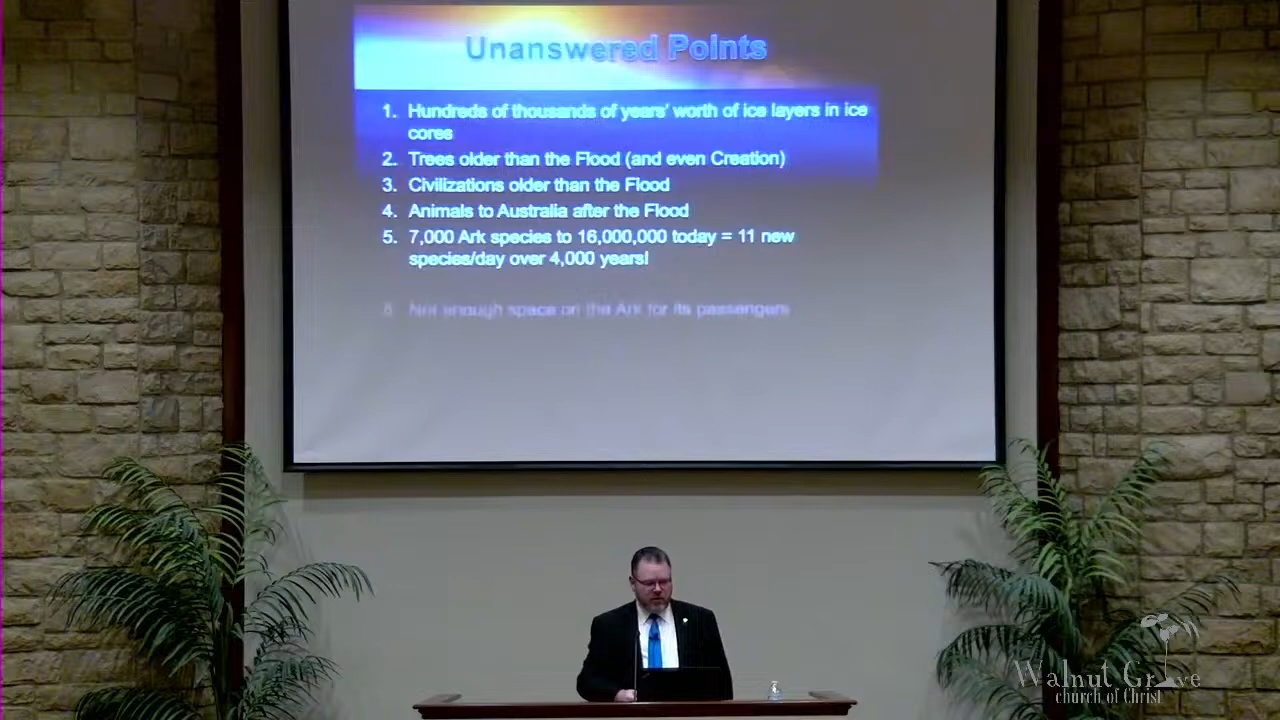 Unanswered Points
1. Hundreds of thousands of years' worth of ice layers in ice
cores
2. Trees older than the Flood (and even Creation)
3. Civilizations older than the Flood
4. Animals to Australia after the Flood
5. 7,000 Ark species to 16,000,000 today = 11 new
species/day over 4,000 years!
Not enough space on the Ark for its passengers
Walnut Grove
church of Christ